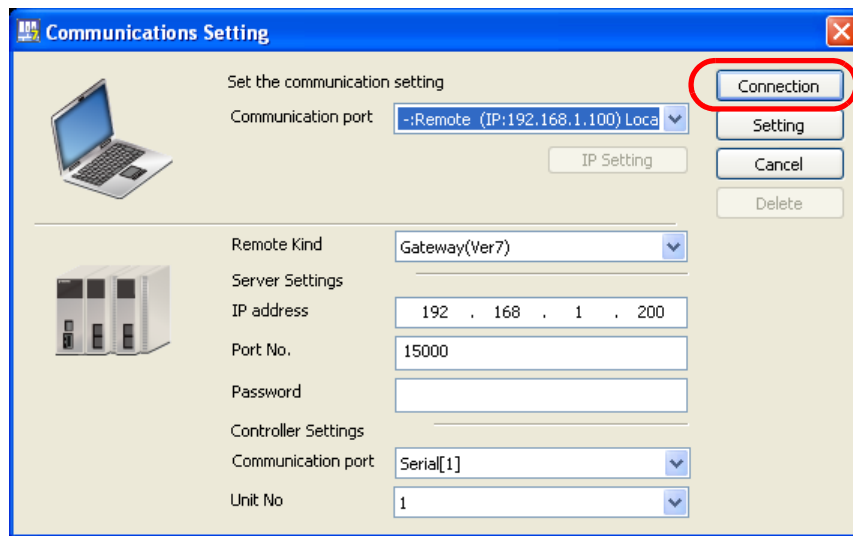 Communications Setting
Set the communication setting
Connection
Communication port -:Remote (IP:192.168.1.100) Loca
Setting
IP Setting
Cancel
Delete
Remote Kind Gateway(Ver7)
Server Settings
IP address 192 . 168 . 1 . 200
Port No. 15000
Password
Controller Settings
Communication port Serial[1]
Unit No 1